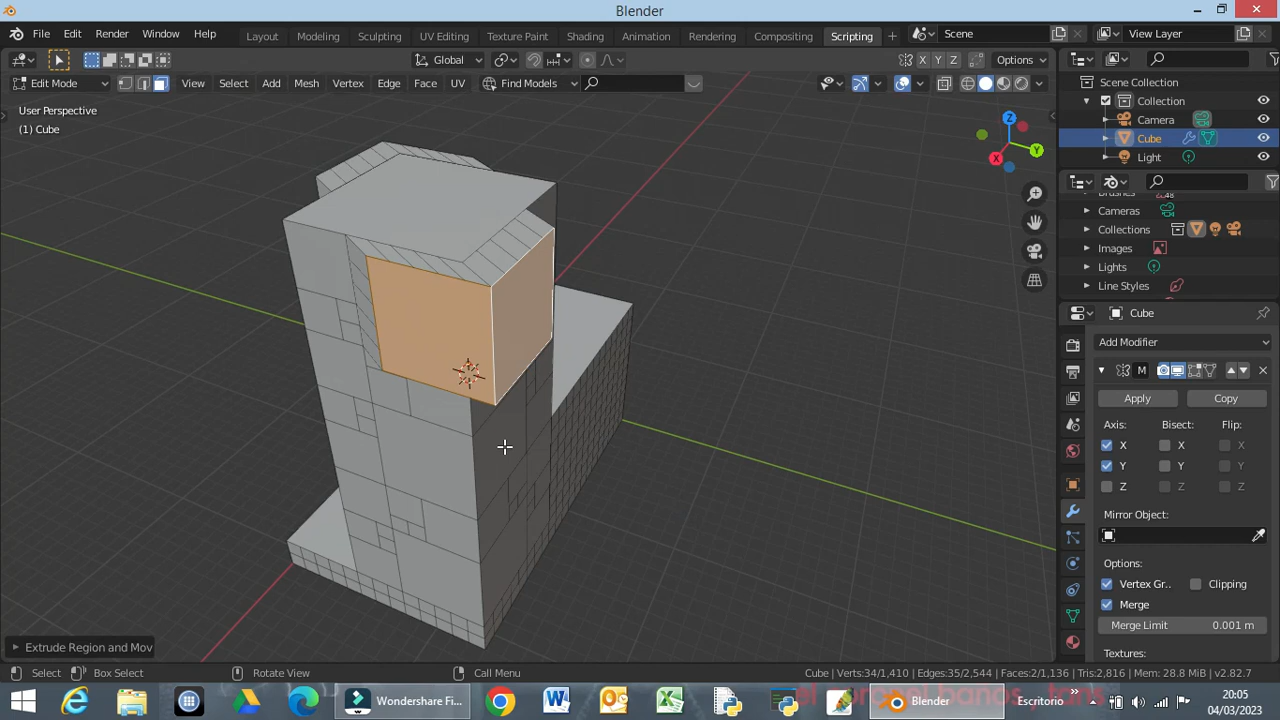 Blender
File Edit Render Window Help Layout Modeling Sculpting UV Editing Texture Paint Shading Animation Rendering Compositing Scripting + Scene View Layer
Global X Y Z Options
Edit Mode View Select Add Mesh Vertex Edge Face UV Find Models
User Perspective
(1) Cube
Z
Y
X
Scene Collection
Collection
Camera
Cube
Light
Brushes
Cameras
Collections
Images
Lights
Line Styles
Cube
Add Modifier
M
Apply Copy
Axis: Bisect: Flip:
X X X
Y Y Y
Z Z Z
Mirror Object:
Options:
Vertex Gr.. Clipping
Merge
Merge Limit 0.001 m
Textures:
Extrude Region and Mov
Select Box Select Rotate View Call Menu Cube | Verts:34/1,410 | Edges:35/2,544 | Faces:2/1,136 | Tris:2,816 | Mem: 28.8 MiB | v2.82.7
Wondershare Fi... Blender Escritorio 20:05
04/03/2023